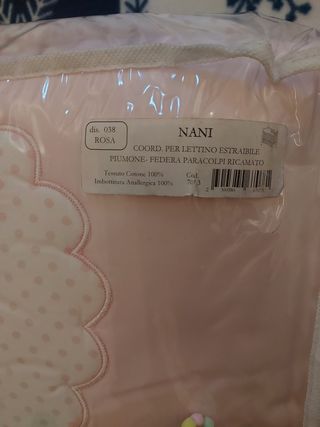 dis. 038
ROSA
NANI
COORD. PER LETTINO ESTRAIBILE
PIUMONE- FEDERA PARACOLPI RICAMATO
Tessuto Cotone 100%
Imbottitura Anallergica 100%
Cod.